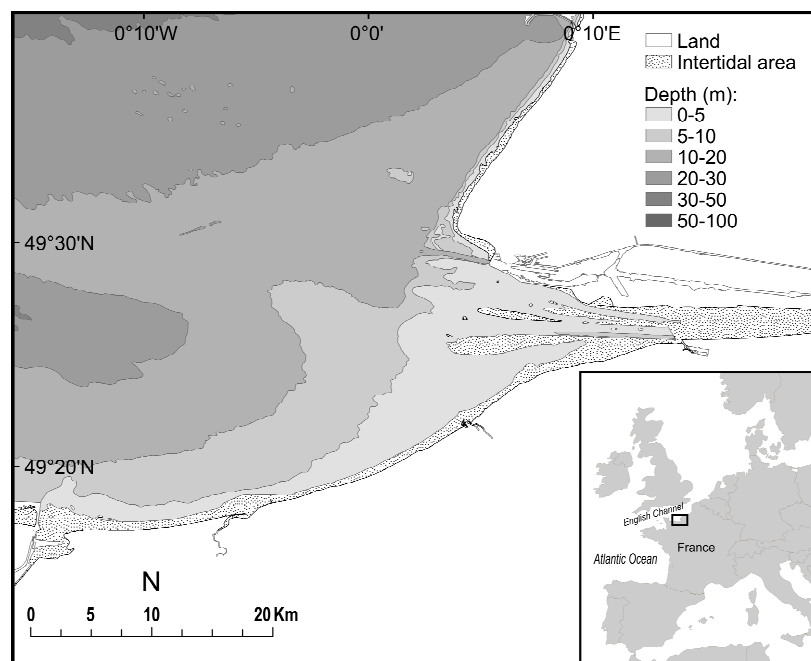 0°10'W 0°0' 0°10'E
Land
Intertidal area
Depth (m):
0-5
5-10
10-20
20-30
30-50
50-100
49°30'N
49°20'N
N
0 5 10 20 Km
English Channel
Atlantic Ocean
France